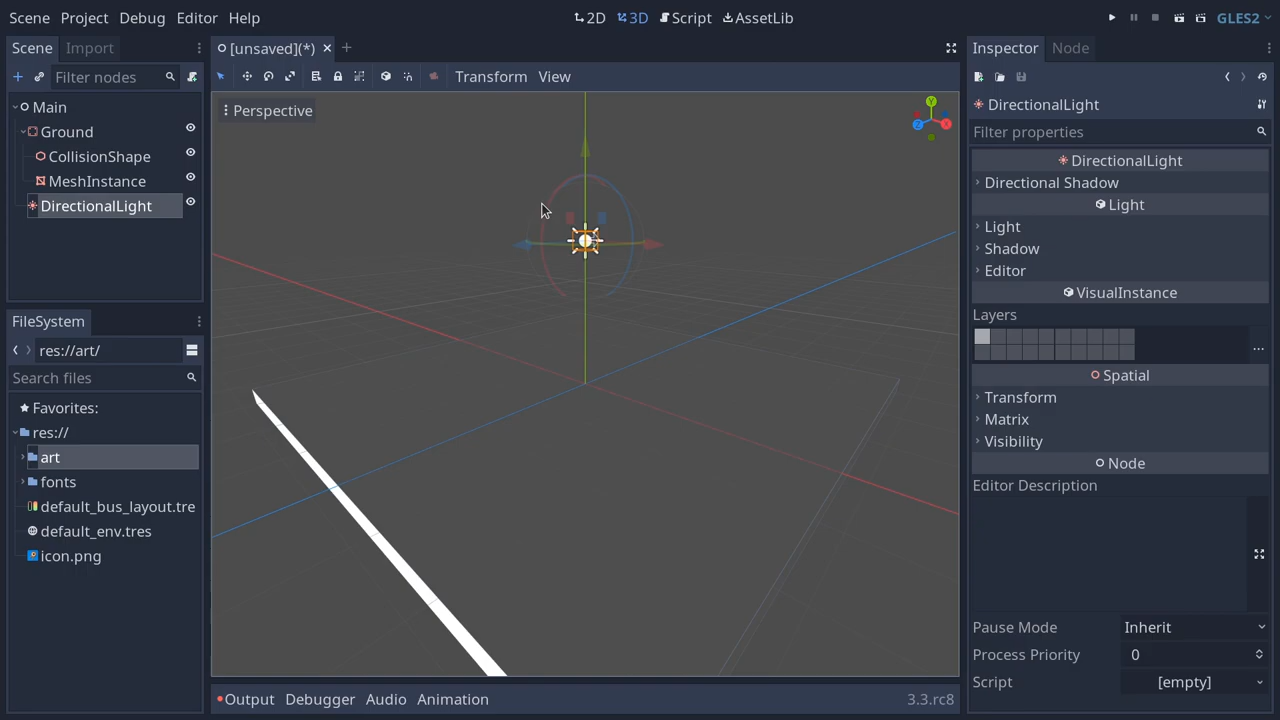 Scene Project Debug Editor Help
2D 3D Script AssetLib
GLES2
Scene Import
Filter nodes
Main
Ground
CollisionShape
MeshInstance
DirectionalLight
FileSystem
res://art/
Search files
Favorites:
res://
art
fonts
default_bus_layout.tre
default_env.tres
icon.png
[unsaved](*)
Transform View
Perspective
Y
Z X
Output Debugger Audio Animation 3.3.rc8
Inspector Node
DirectionalLight
Filter properties
DirectionalLight
Directional Shadow
Light
Light
Shadow
Editor
VisualInstance
Layers
Spatial
Transform
Matrix
Visibility
Node
Editor Description
Pause Mode Inherit
Process Priority 0
Script [empty]